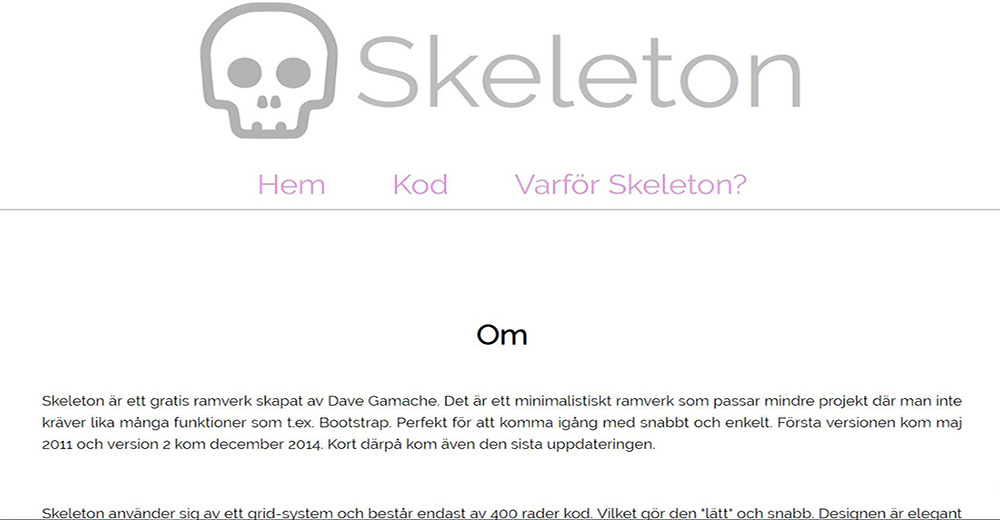 Skeleton
Hem Kod Varför Skeleton?
Om
Skeleton är ett gratis ramverk skapat av Dave Gamache. Det är ett minimalistiskt ramverk som passar mindre projekt där man inte
kräver lika många funktioner som t.ex. Bootstrap. Perfekt för att komma igång med snabbt och enkelt. Första versionen kom maj
2011 och version 2 kom december 2014. Kort därpå kom även den sista uppdateringen.
Skeleton använder sig av ett grid-system och består endast av 400 rader kod. Vilket gör den "lätt" och snabb. Designen är elegant